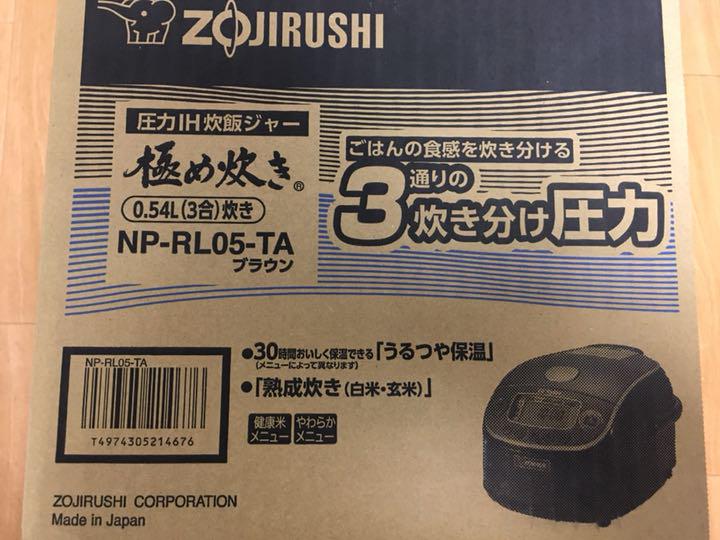 ZOJIRUSHI
圧力IH炊飯ジャー
極め炊き®
0.54L(3合)炊き
NP-RL05-TA
ブラウン
ごはんの食感を炊き分ける
3通りの
炊き分け圧力
NP-RL05-TA
T4974305214676
●30時間おいしく保温できる「うるつや保温」
(メニューによって異なります)
●「熟成炊き(白米・玄米)」
健康米
メニュー
やわらか
メニュー
ZOJIRUSHI CORPORATION
Made in Japan